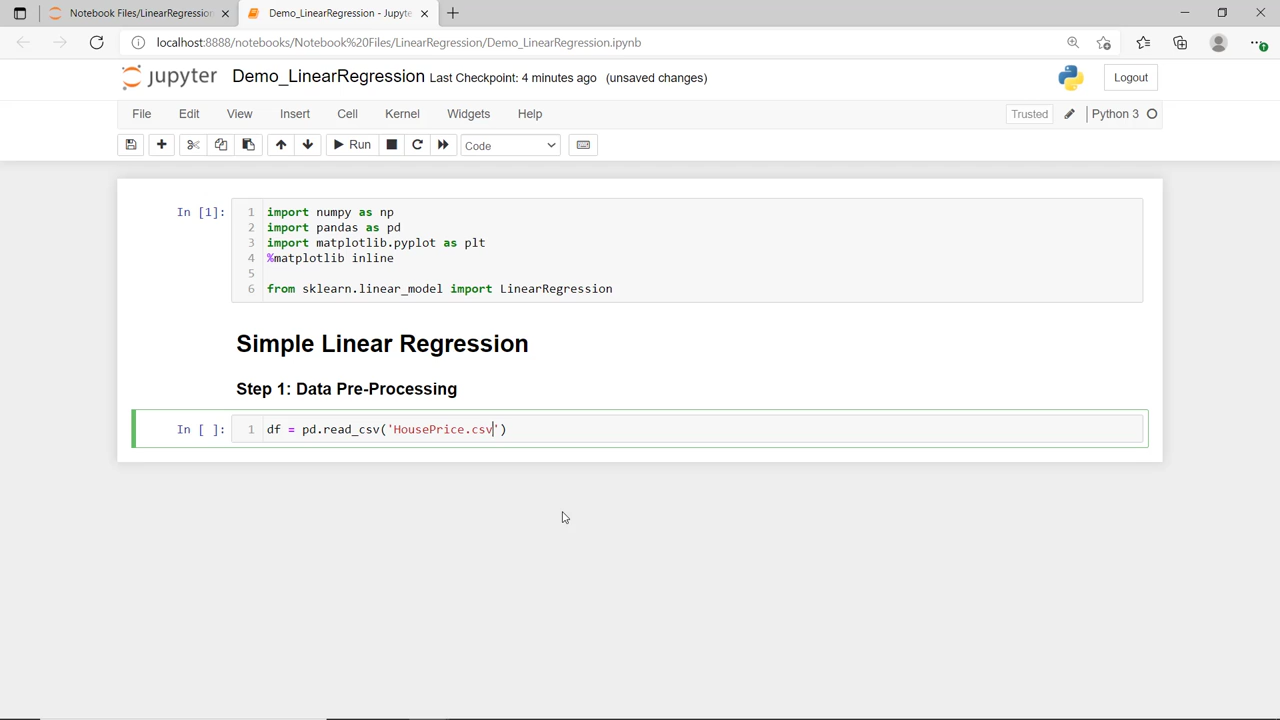 Notebook Files/LinearRegression
Demo_LinearRegression - Jupyte
localhost:8888/notebooks/Notebook%20Files/LinearRegression/Demo_LinearRegression.ipynb
jupyter Demo_LinearRegression Last Checkpoint: 4 minutes ago (unsaved changes) Logout
File Edit View Insert Cell Kernel Widgets Help Trusted Python 3
Run Code
In [1]: 1 import numpy as np
2 import pandas as pd
3 import matplotlib.pyplot as plt
4 %matplotlib inline
5
6 from sklearn.linear_model import LinearRegression
Simple Linear Regression
Step 1: Data Pre-Processing
In [ ]: 1 df = pd.read_csv('HousePrice.csv')